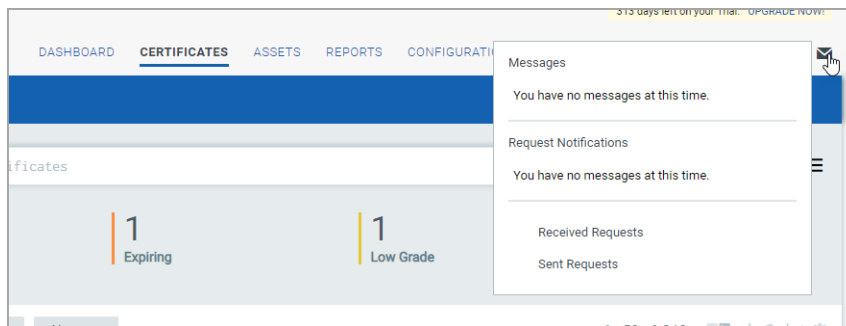 313 days left on your Trial. UPGRADE NOW!
DASHBOARD CERTIFICATES ASSETS REPORTS CONFIGURATI
Messages
You have no messages at this time.
Request Notifications
You have no messages at this time.
ificates
1
Expiring
1
Low Grade
Received Requests
Sent Requests